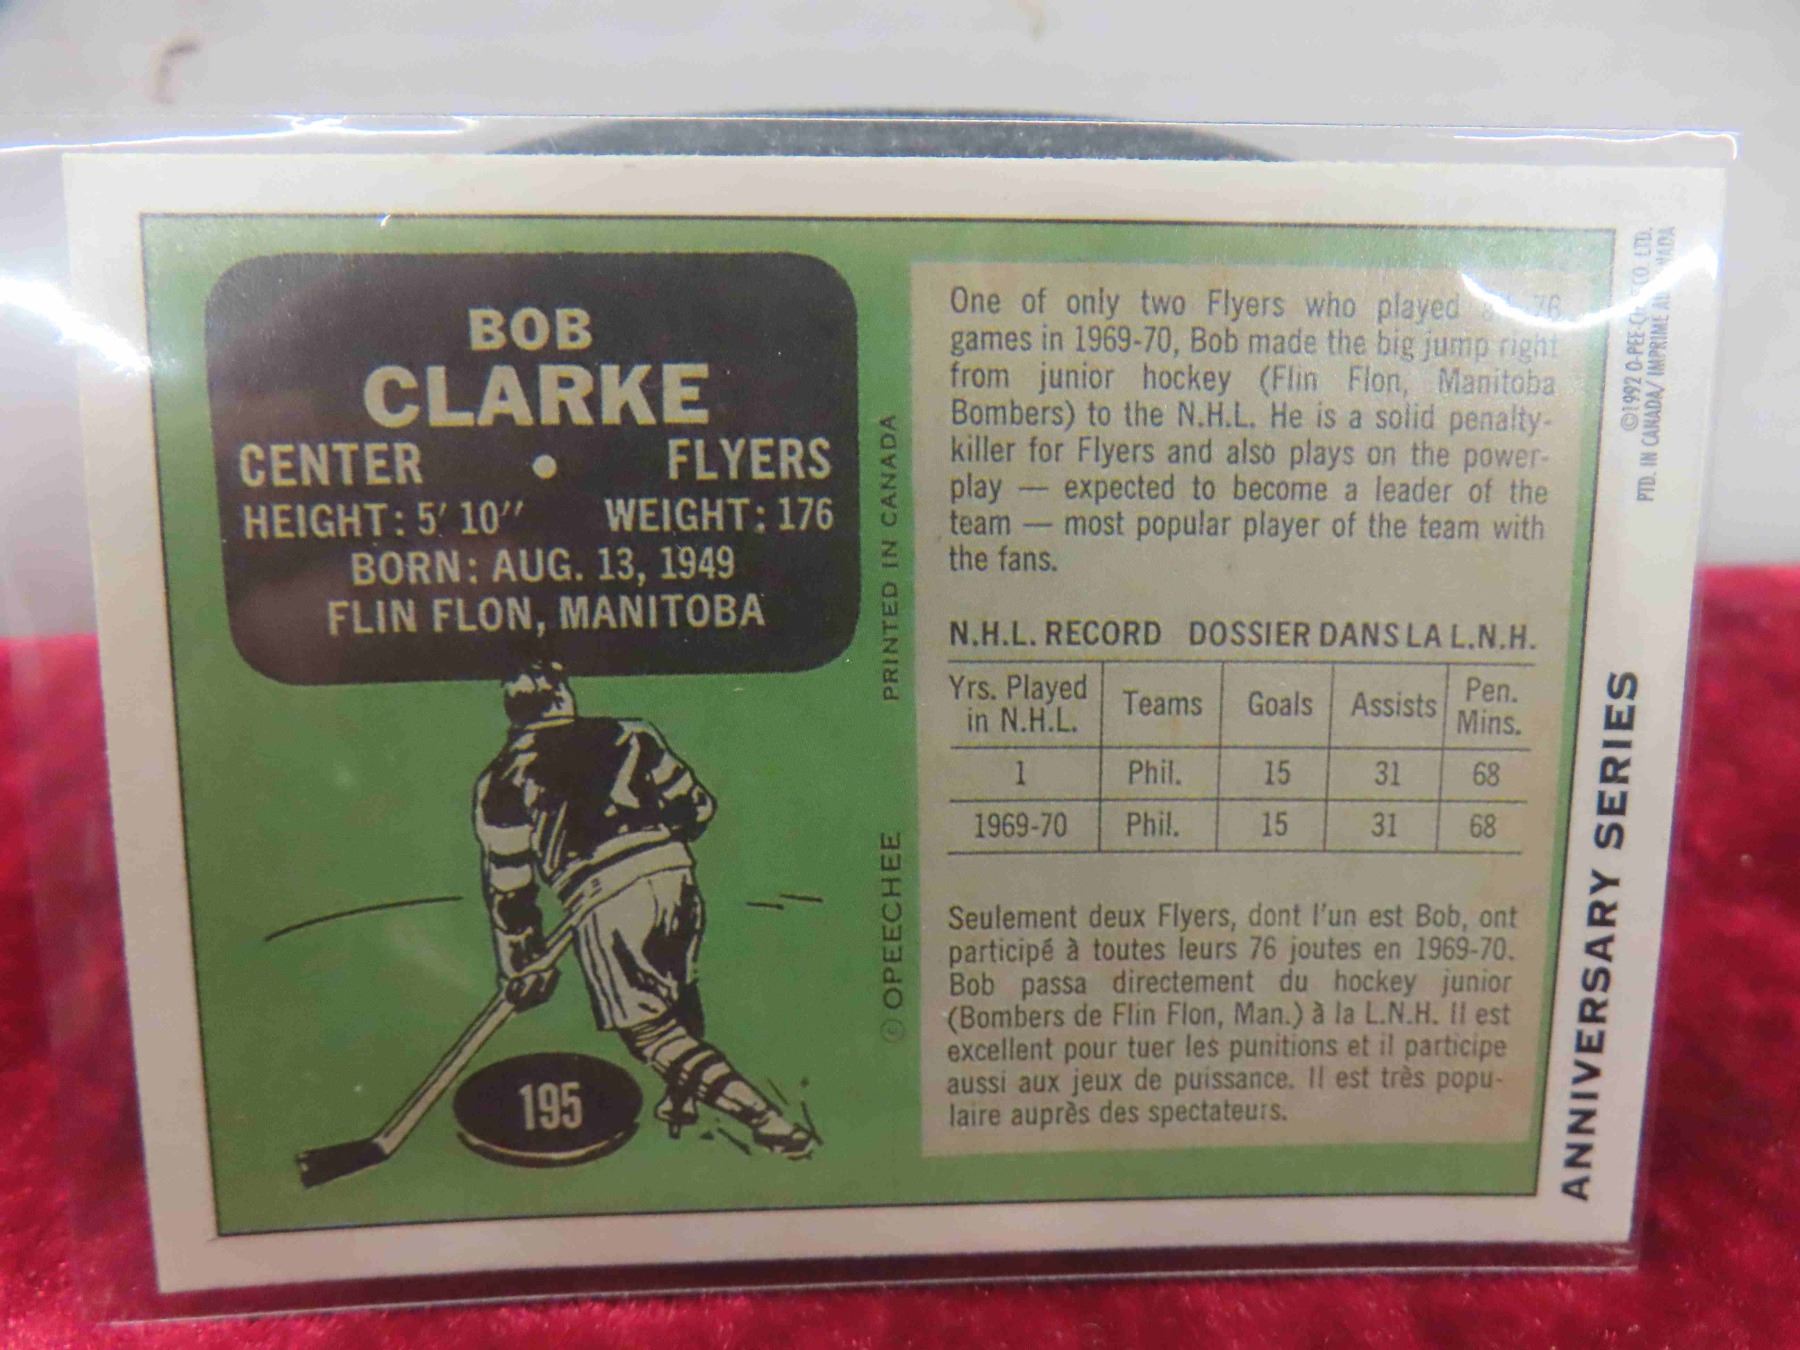 BOB
CLARKE
CENTER • FLYERS
HEIGHT: 5' 10'' WEIGHT: 176
BORN: AUG. 13, 1949
FLIN FLON, MANITOBA
195
© OPEECHEE PRINTED IN CANADA
One of only two Flyers who played 76
games in 1969-70, Bob made the big jump right
from junior hockey (Flin Flon, Manitoba
Bombers) to the N.H.L. He is a solid penalty-
killer for Flyers and also plays on the power-
play — expected to become a leader of the
team — most popular player of the team with
the fans.
N.H.L. RECORD DOSSIER DANS LA L.N.H.
Yrs. Played in N.H.L. Teams Goals Assists Pen. Mins.
1 Phil. 15 31 68
1969-70 Phil. 15 31 68
Seulement deux Flyers, dont l'un est Bob, ont
participé à toutes leurs 76 joutes en 1969-70.
Bob passa directement du hockey junior
(Bombers de Flin Flon, Man.) à la L.N.H. Il est
excellent pour tuer les punitions et il participe
aussi aux jeux de puissance. Il est très popu-
laire auprès des spectateurs.
ANNIVERSARY SERIES
©1992 O-PEE-CHEE CO. LTD.
PTD. IN CANADA/ IMPRIMÉ AU CANADA